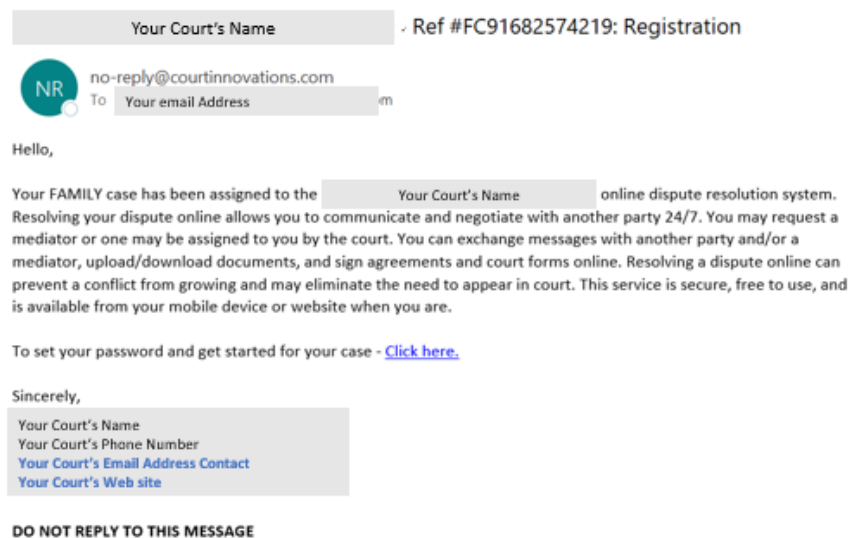 Your Court's Name Ref #FC91682574219: Registration
NR
no-reply@courtinnovations.com
To Your email Address m
Hello,
Your FAMILY case has been assigned to the Your Court's Name online dispute resolution system.
Resolving your dispute online allows you to communicate and negotiate with another party 24/7. You may request a
mediator or one may be assigned to you by the court. You can exchange messages with another party and/or a
mediator, upload/download documents, and sign agreements and court forms online. Resolving a dispute online can
prevent a conflict from growing and may eliminate the need to appear in court. This service is secure, free to use, and
is available from your mobile device or website when you are.
To set your password and get started for your case - Click here.
Sincerely,
Your Court's Name
Your Court's Phone Number
Your Court's Email Address Contact
Your Court's Web site
DO NOT REPLY TO THIS MESSAGE